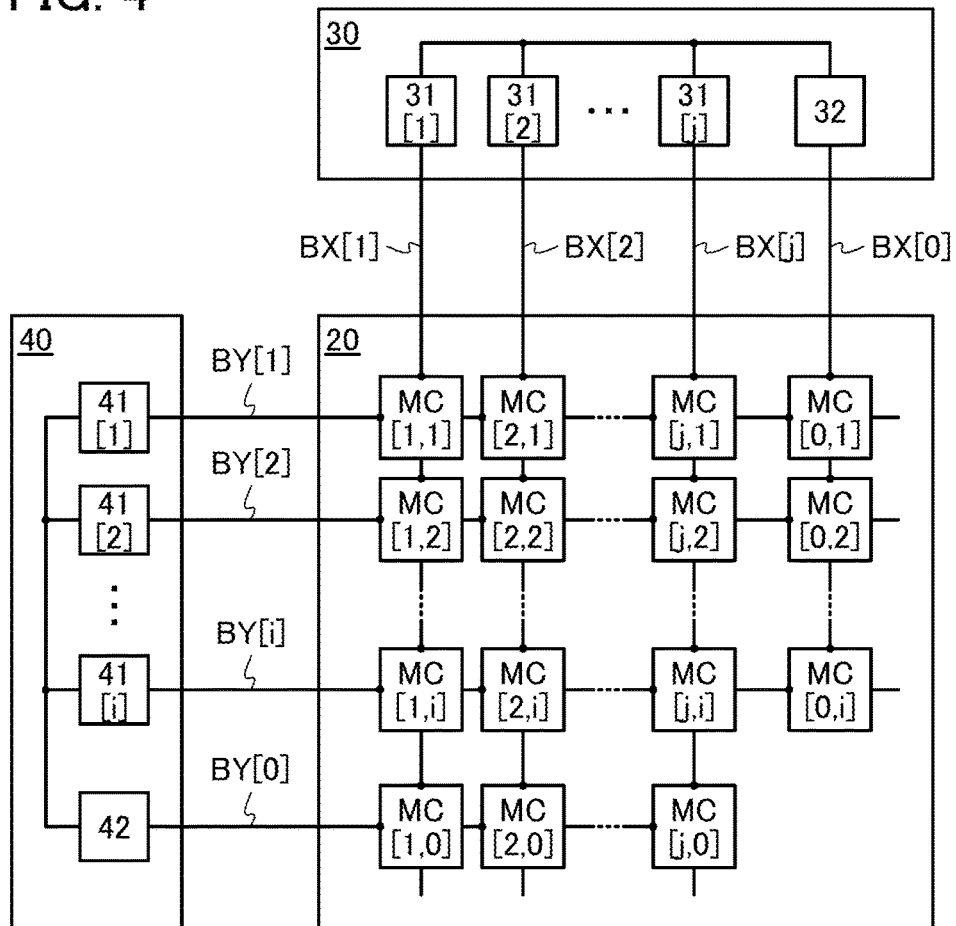 FIG. 4
30
31 [1]
31 [2]
...
31 [j]
32
BX[1]
BX[2]
BX[j]
BX[0]
40
20
41 [1]
BY[1]
MC [1,1]
MC [2,1]
MC [j,1]
MC [0,1]
41 [2]
BY[2]
MC [1,2]
MC [2,2]
MC [j,2]
MC [0,2]
41 [i]
BY[i]
MC [1,i]
MC [2,i]
MC [j,i]
MC [0,i]
42
BY[0]
MC [1,0]
MC [2,0]
MC [j,0]